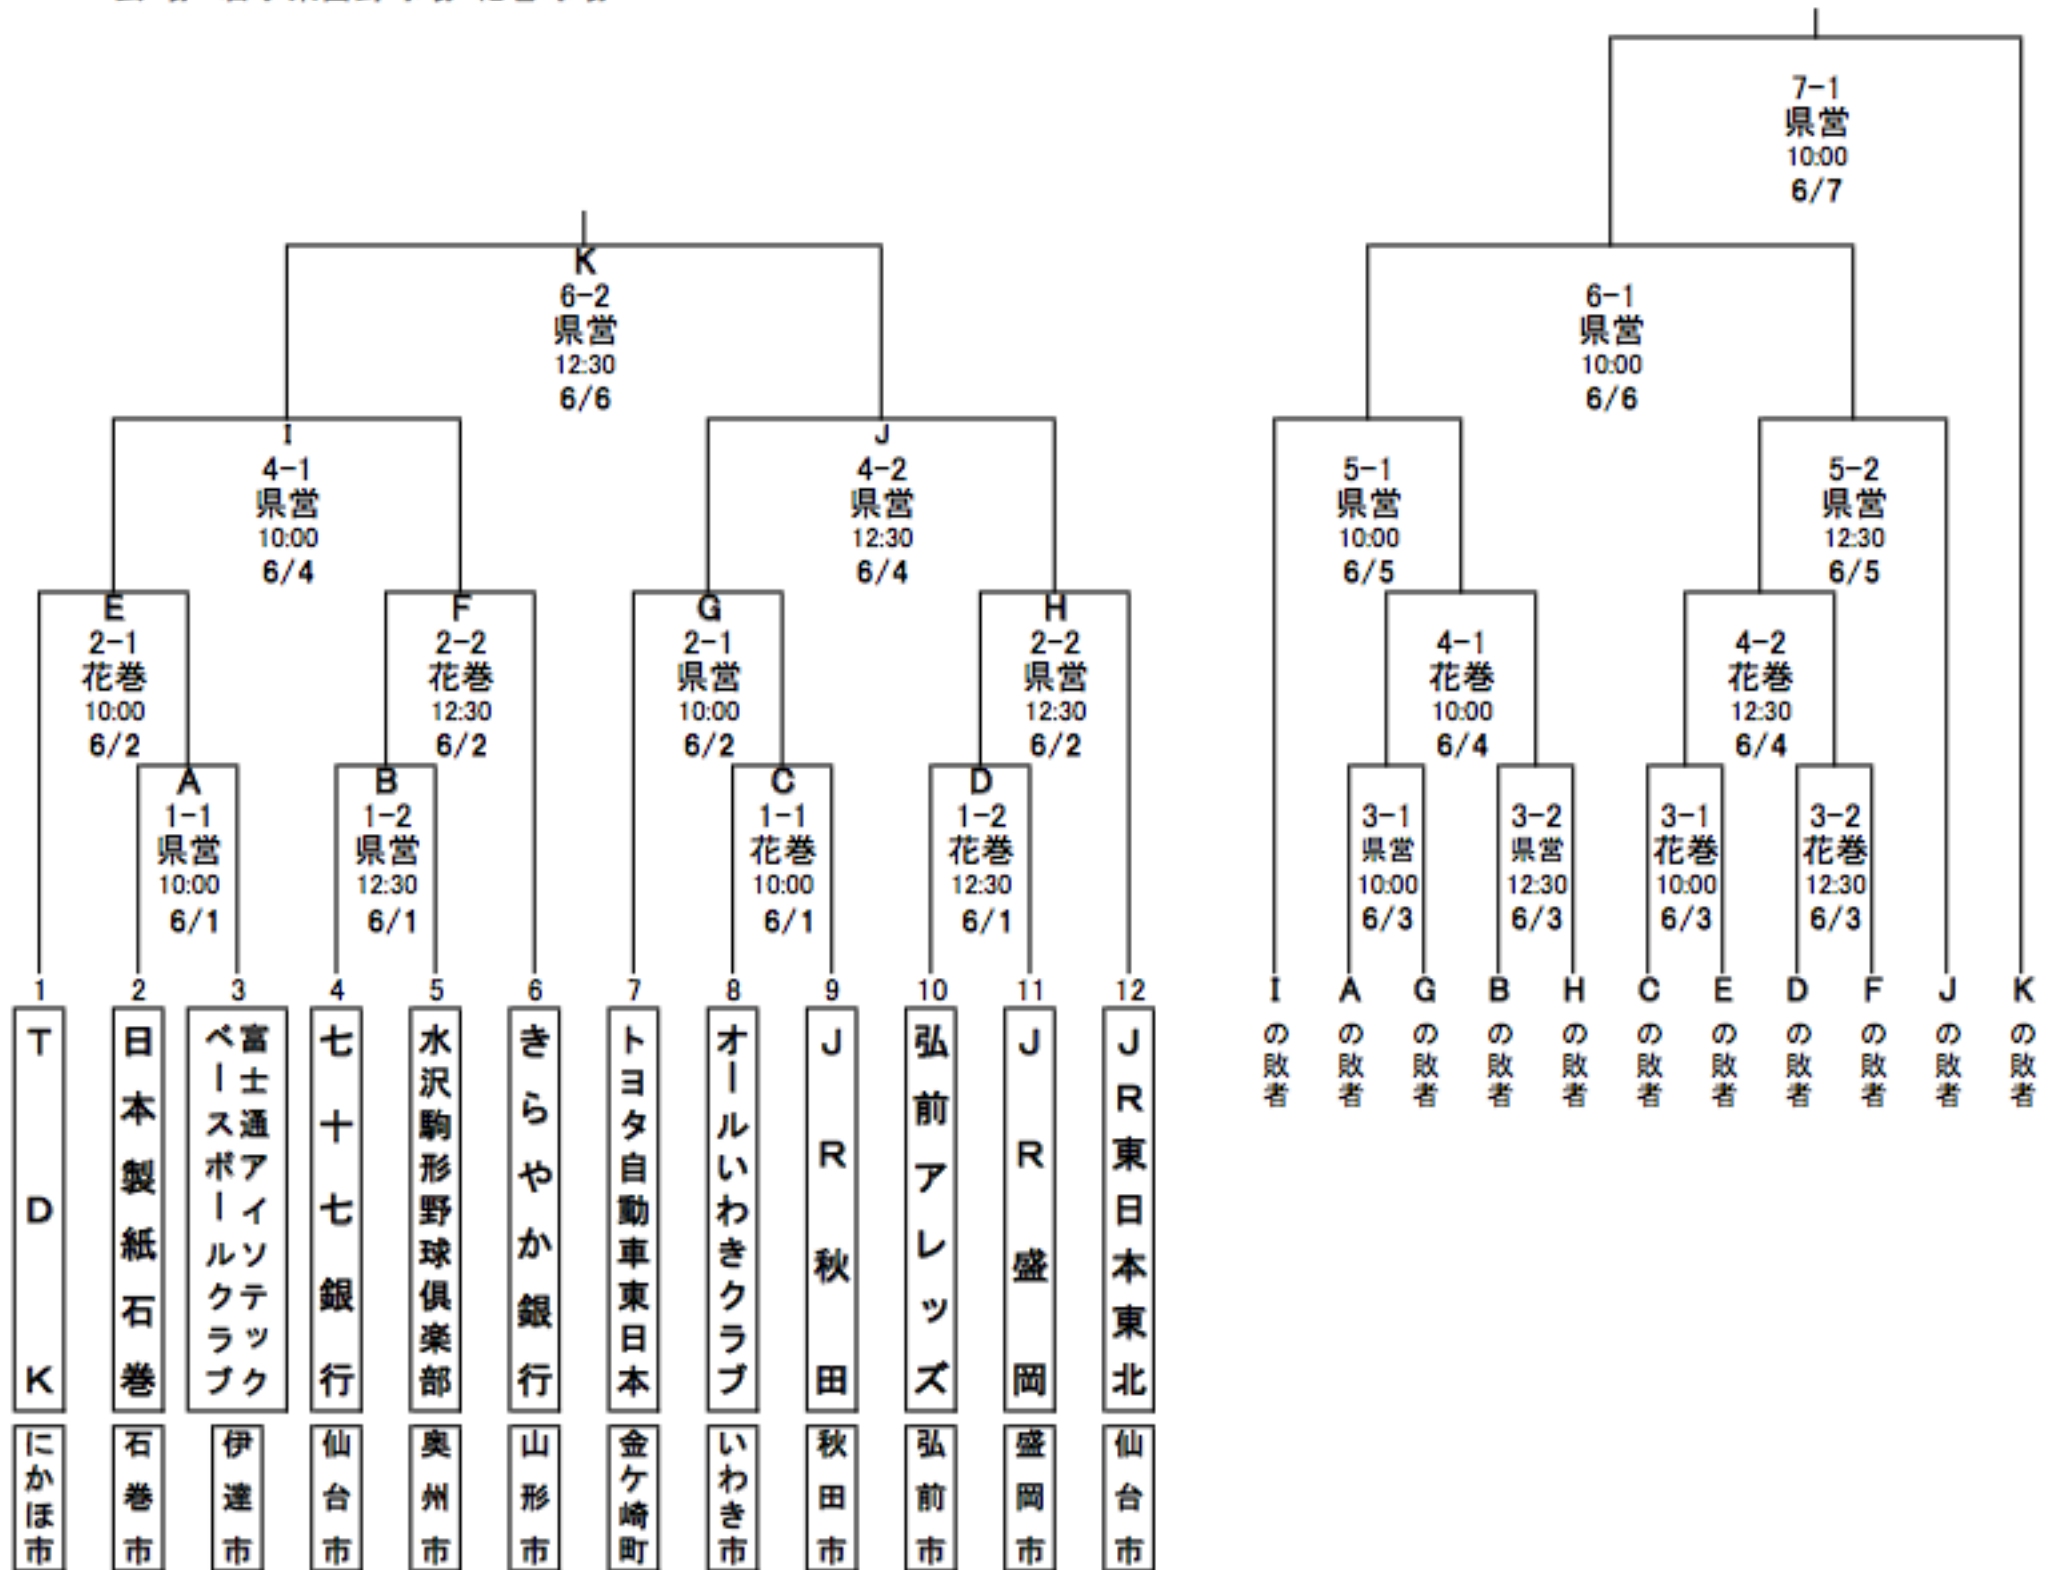 7-1
県営
10:00
6/7
K
6-2
県営
12:30
6/6
6-1
県営
10:00
6/6
I
4-1
県営
10:00
6/4
J
4-2
県営
12:30
6/4
5-1
県営
10:00
6/5
5-2
県営
12:30
6/5
E
2-1
花巻
10:00
6/2
F
2-2
花巻
12:30
6/2
G
2-1
県営
10:00
6/2
H
2-2
県営
12:30
6/2
4-1
花巻
10:00
6/4
4-2
花巻
12:30
6/4
A
1-1
県営
10:00
6/1
B
1-2
県営
12:30
6/1
C
1-1
花巻
10:00
6/1
D
1-2
花巻
12:30
6/1
3-1
県営
10:00
6/3
3-2
県営
12:30
6/3
3-1
花巻
10:00
6/3
3-2
花巻
12:30
6/3
1
TDK
にかほ市
2
日本製紙石巻
石巻市
3
富士通アイソテック
ベースボールクラブ
伊達市
4
七十七銀行
仙台市
5
水沢駒形野球倶楽部
奥州市
6
きらやか銀行
山形市
7
トヨタ自動車東日本
金ケ崎町
8
オールいわきクラブ
いわき市
9
JR秋田
秋田市
10
弘前アレッズ
弘前市
11
JR盛岡
盛岡市
12
JR東日本東北
仙台市
Iの敗者
Aの敗者
Gの敗者
Bの敗者
Hの敗者
Cの敗者
Eの敗者
Dの敗者
Fの敗者
Jの敗者
Kの敗者